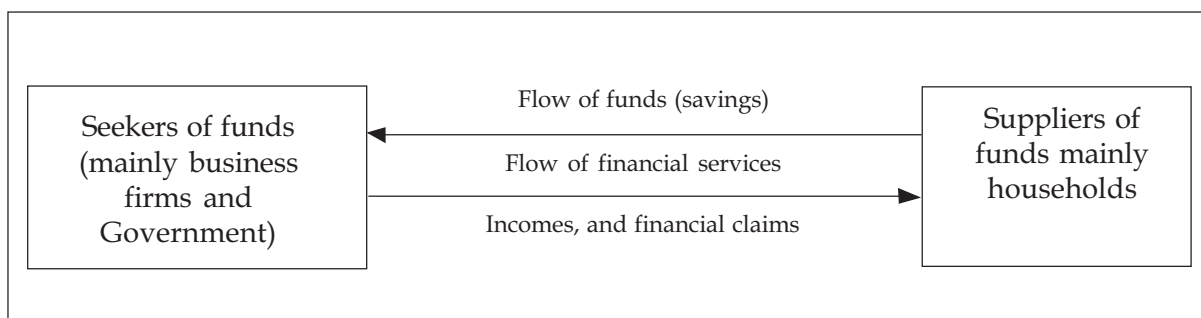 Seekers of funds
(mainly business
firms and
Government)
Flow of funds (savings)
Flow of financial services
Incomes, and financial claims
Suppliers of
funds mainly
households